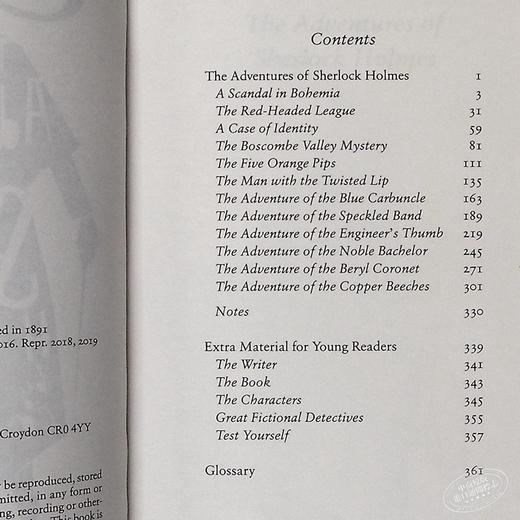 ed in 1891
016. Repr. 2018, 2019
Croydon CR0 4YY
be reproduced, stored
mitted, in any form or
ng, recording or other-
This book is
Contents
The Adventures of Sherlock Holmes 1
A Scandal in Bohemia 3
The Red-Headed League 31
A Case of Identity 59
The Boscombe Valley Mystery 81
The Five Orange Pips 111
The Man with the Twisted Lip 135
The Adventure of the Blue Carbuncle 163
The Adventure of the Speckled Band 189
The Adventure of the Engineer's Thumb 219
The Adventure of the Noble Bachelor 245
The Adventure of the Beryl Coronet 271
The Adventure of the Copper Beeches 301
Notes 330
Extra Material for Young Readers 339
The Writer 341
The Book 343
The Characters 345
Great Fictional Detectives 355
Test Yourself 357
Glossary 361